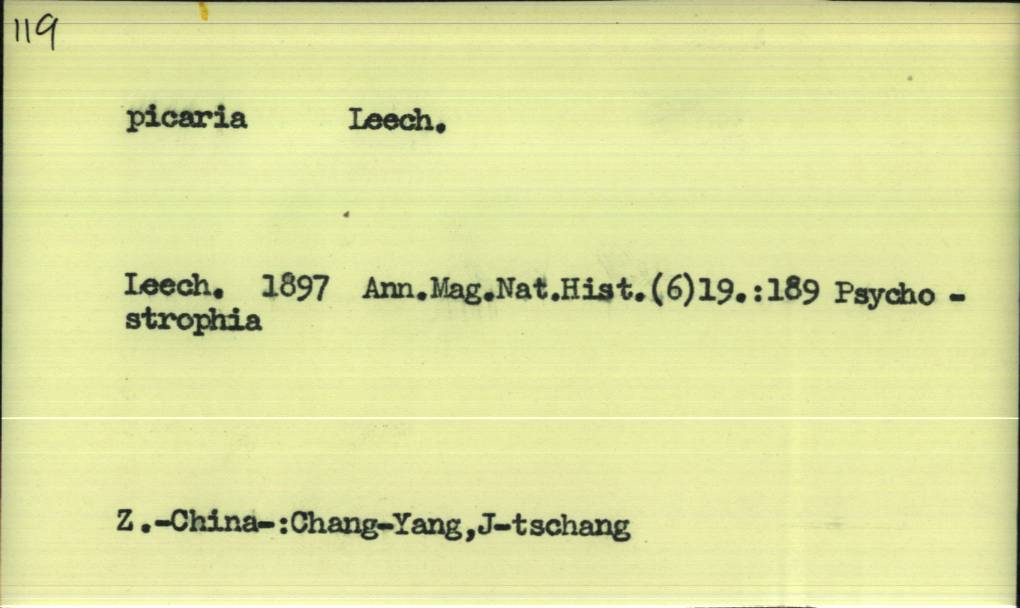 119
picaria Leech.
Leech. 1897 Ann.Mag.Nat.Hist.(6)19.:189 Psycho -
strophia
Z.-China-:Chang-Yang,J-tschang